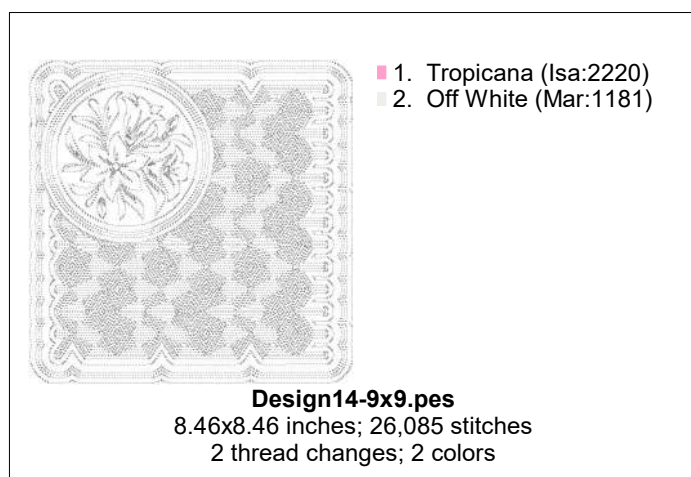 1. Tropicana (Isa:2220)
2. Off White (Mar:1181)
Design14-9x9.pes
8.46x8.46 inches; 26,085 stitches
2 thread changes; 2 colors